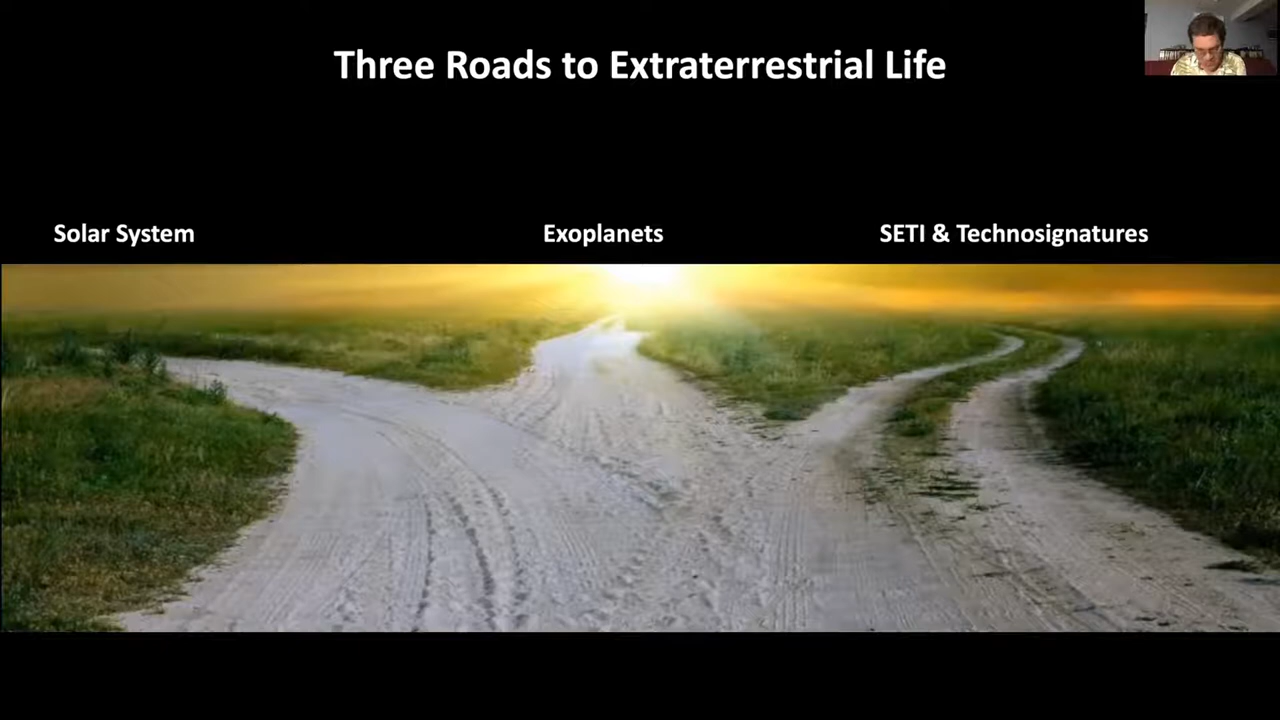 Three Roads to Extraterrestrial Life
Solar System
Exoplanets
SETI & Technosignatures